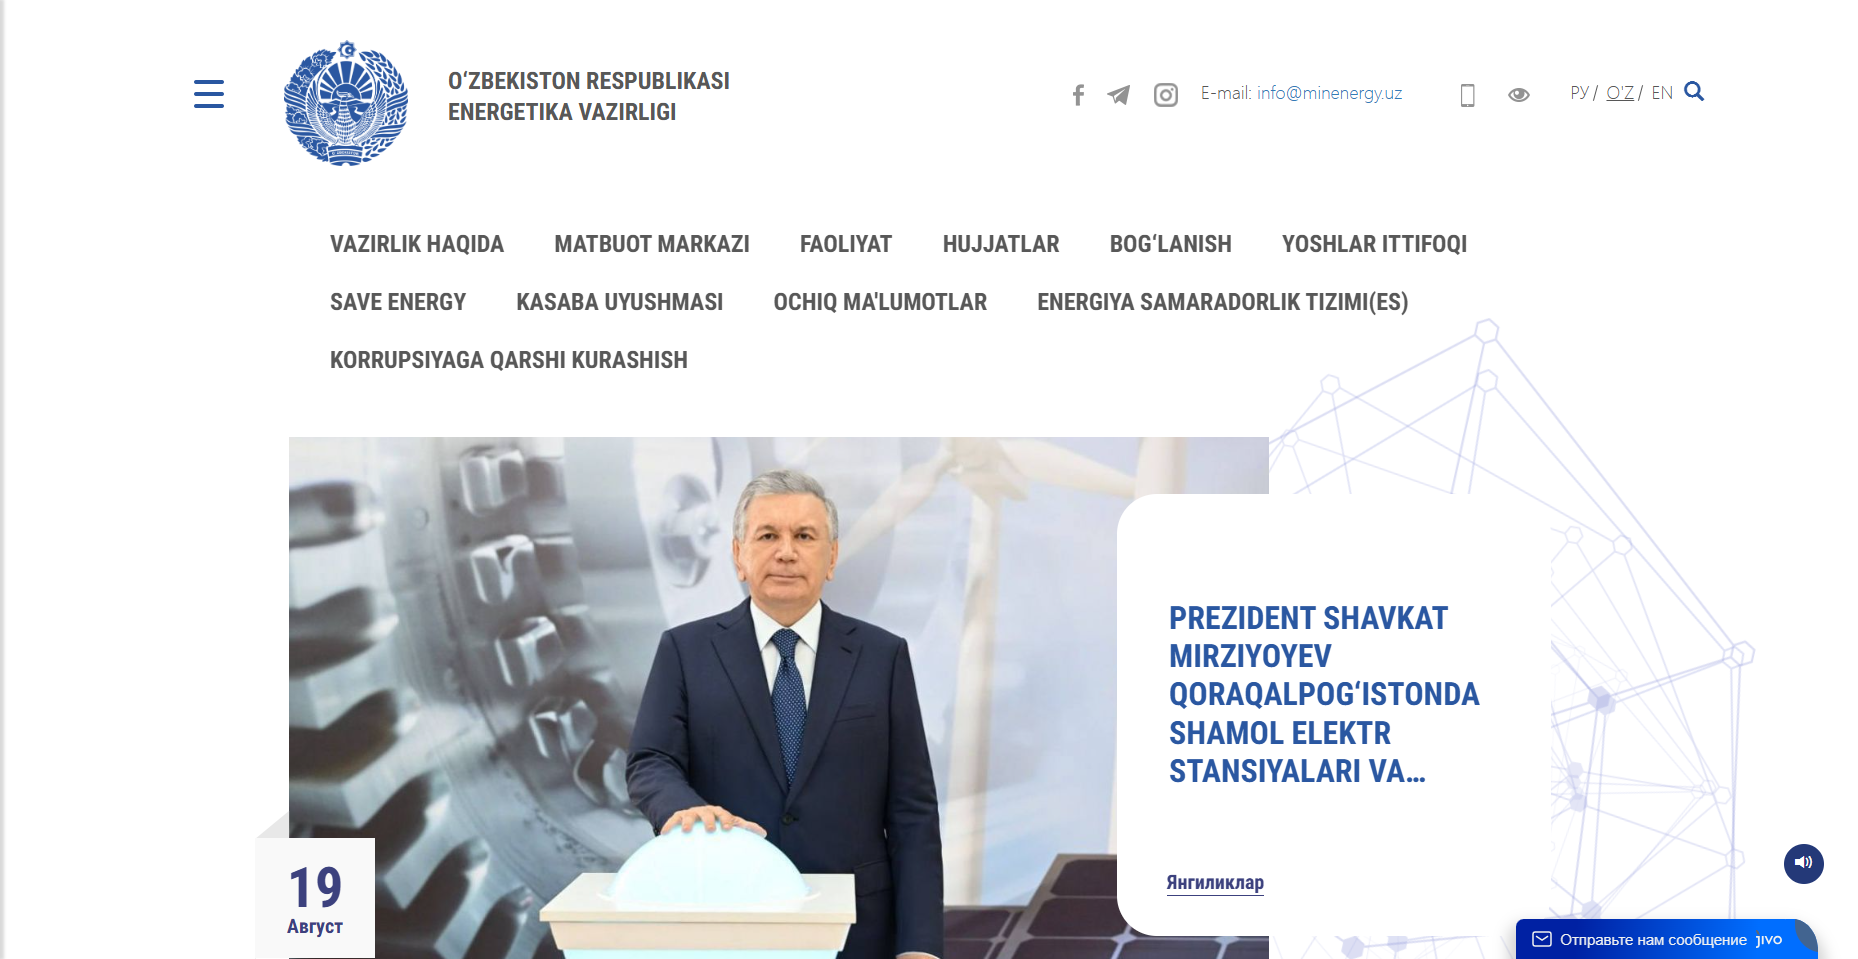 O‘ZBEKISTON RESPUBLIKASI
ENERGETIKA VAZIRLIGI
E-mail: info@minenergy.uz
РУ / O'Z / EN
VAZIRLIK HAQIDA
MATBUOT MARKAZI
FAOLIYAT
HUJJATLAR
BOG‘LANISH
YOSHLAR ITTIFOQI
SAVE ENERGY
KASABA UYUSHMASI
OCHIQ MA'LUMOTLAR
ENERGIYA SAMARADORLIK TIZIMI(ES)
KORRUPSIYAGA QARSHI KURASHISH
PREZIDENT SHAVKAT
MIRZIYOYEV
QORAQALPOG‘ISTONDA
SHAMOL ELEKTR
STANSIYALARI VA...
Янгиликлар
19
Август
Отправьте нам сообщение jivo